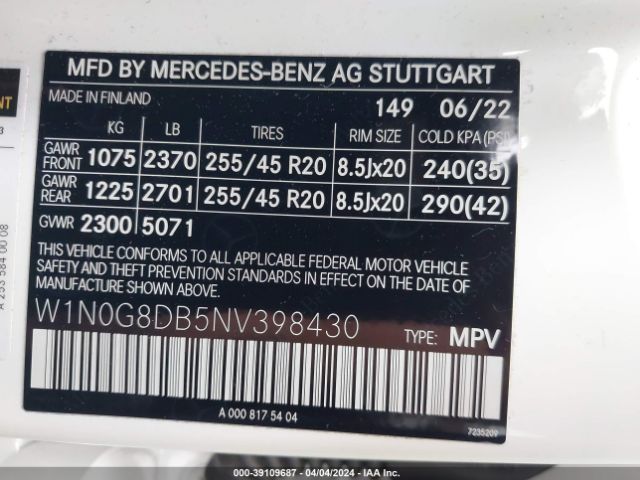 MFD BY MERCEDES-BENZ AG STUTTGART
MADE IN FINLAND 149 06/22
KG LB TIRES RIM SIZE COLD KPA (PSI)
GAWR FRONT 1075 2370 255/45 R20 8.5Jx20 240(35)
GAWR REAR 1225 2701 255/45 R20 8.5Jx20 290(42)
GVWR 2300 5071
THIS VEHICLE CONFORMS TO ALL APPLICABLE FEDERAL MOTOR VEHICLE
SAFETY AND THEFT PREVENTION STANDARDS IN EFFECT ON THE DATE OF
MANUFACTURE SHOWN ABOVE.
W1N0G8DB5NV398430 TYPE: MPV
A 000 817 54 04
7235209
A 253 584 00 08
000-39109687 - 04/04/2024 - IAA Inc.